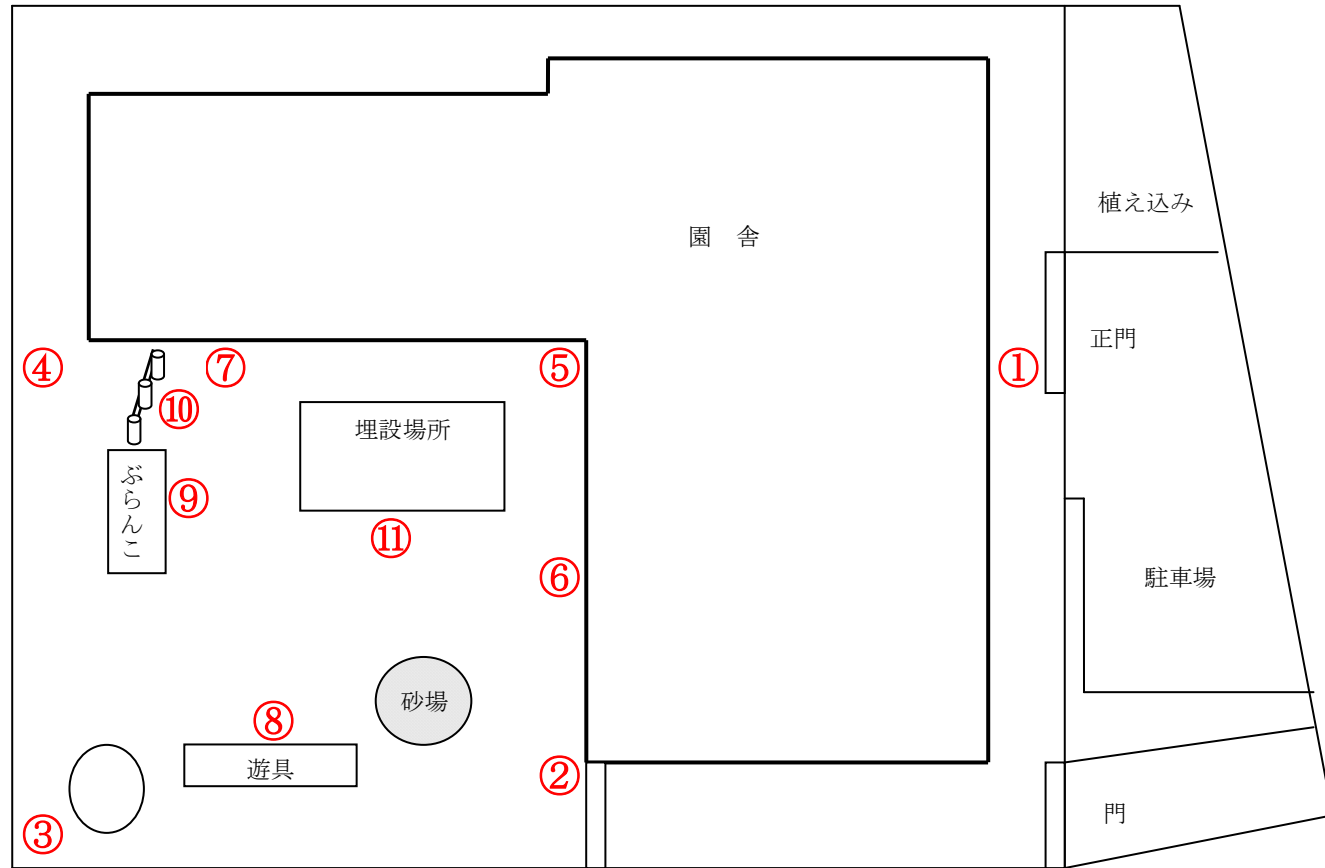 植え込み
園　舎
正門
①
④
⑦
⑤
⑩
埋設場所
ぶらんこ
⑨
⑪
⑥
駐車場
砂場
⑧
遊具
②
③
門